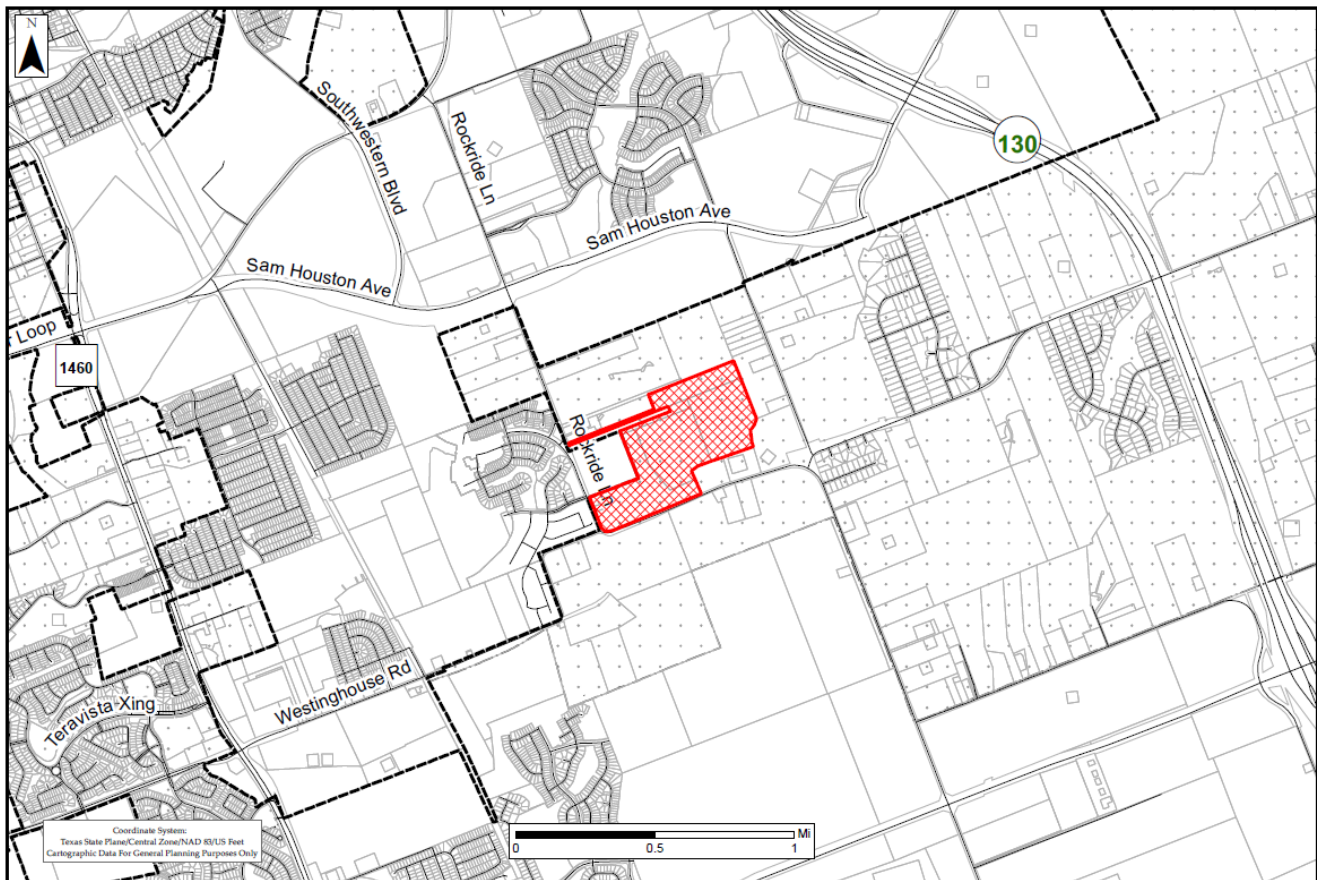 N
Southwestern Blvd
Rockride Ln
130
Sam Houston Ave
Sam Houston Ave
r Loop
1460
Rockride Ln
Westinghouse Rd
Teravista Xing
Coordinate System:
Texas State Plane/Central Zone/NAD 83/US Feet
Cartographic Data For General Planning Purposes Only
Mi
0 0.5 1